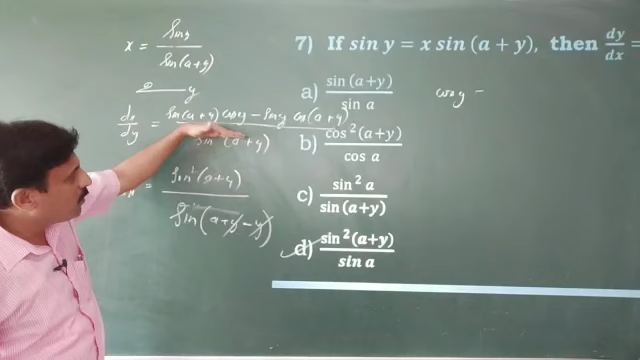 x = sin y / sin(a+y)
y
dx/dy = sin(a+y) cos y − sin y cos(a+y) / sin²(a+y)
= sin²(a+y) / sin(a+y−y)
7) If sin y = x sin (a + y), then dy/dx =
a) sin(a+y) / sin a
cos y −
b) cos²(a+y) / cos a
c) sin² a / sin(a+y)
d) sin²(a+y) / sin a